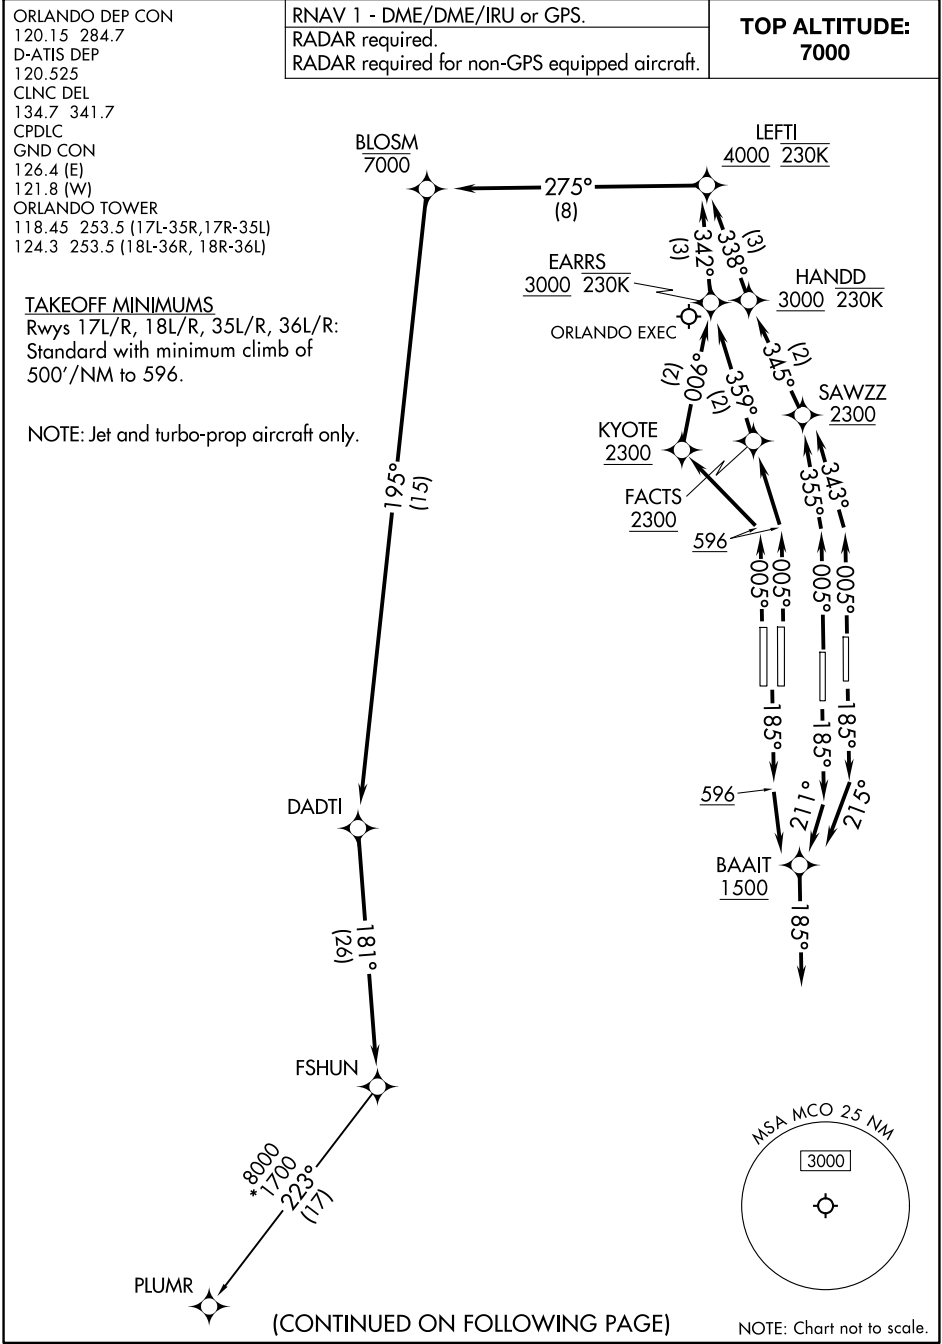 ORLANDO DEP CON
120.15 284.7
D-ATIS DEP
120.525
CLNC DEL
134.7 341.7
CPDLC
GND CON
126.4 (E)
121.8 (W)
ORLANDO TOWER
118.45 253.5 (17L-35R,17R-35L)
124.3 253.5 (18L-36R, 18R-36L)
RNAV 1 - DME/DME/IRU or GPS.
RADAR required.
RADAR required for non-GPS equipped aircraft.
TOP ALTITUDE:
7000
TAKEOFF MINIMUMS
Rwys 17L/R, 18L/R, 35L/R, 36L/R:
Standard with minimum climb of
500'/NM to 596.
NOTE: Jet and turbo-prop aircraft only.
BLOSM
7000
LEFTI
4000 230K
275°
(8)
342°
(3)
338°
(3)
EARRS
3000 230K
HANDD
3000 230K
ORLANDO EXEC
006°
(2)
359°
(2)
345°
(2)
SAWZZ
2300
KYOTE
2300
FACTS
2300
355°
343°
596
005°
005°
005°
005°
195°
(15)
185°
185°
185°
596
211°
215°
BAAIT
1500
185°
DADTI
181°
(26)
FSHUN
*8000
1700
223°
(17)
PLUMR
MSA MCO 25 NM
3000
(CONTINUED ON FOLLOWING PAGE)
NOTE: Chart not to scale.